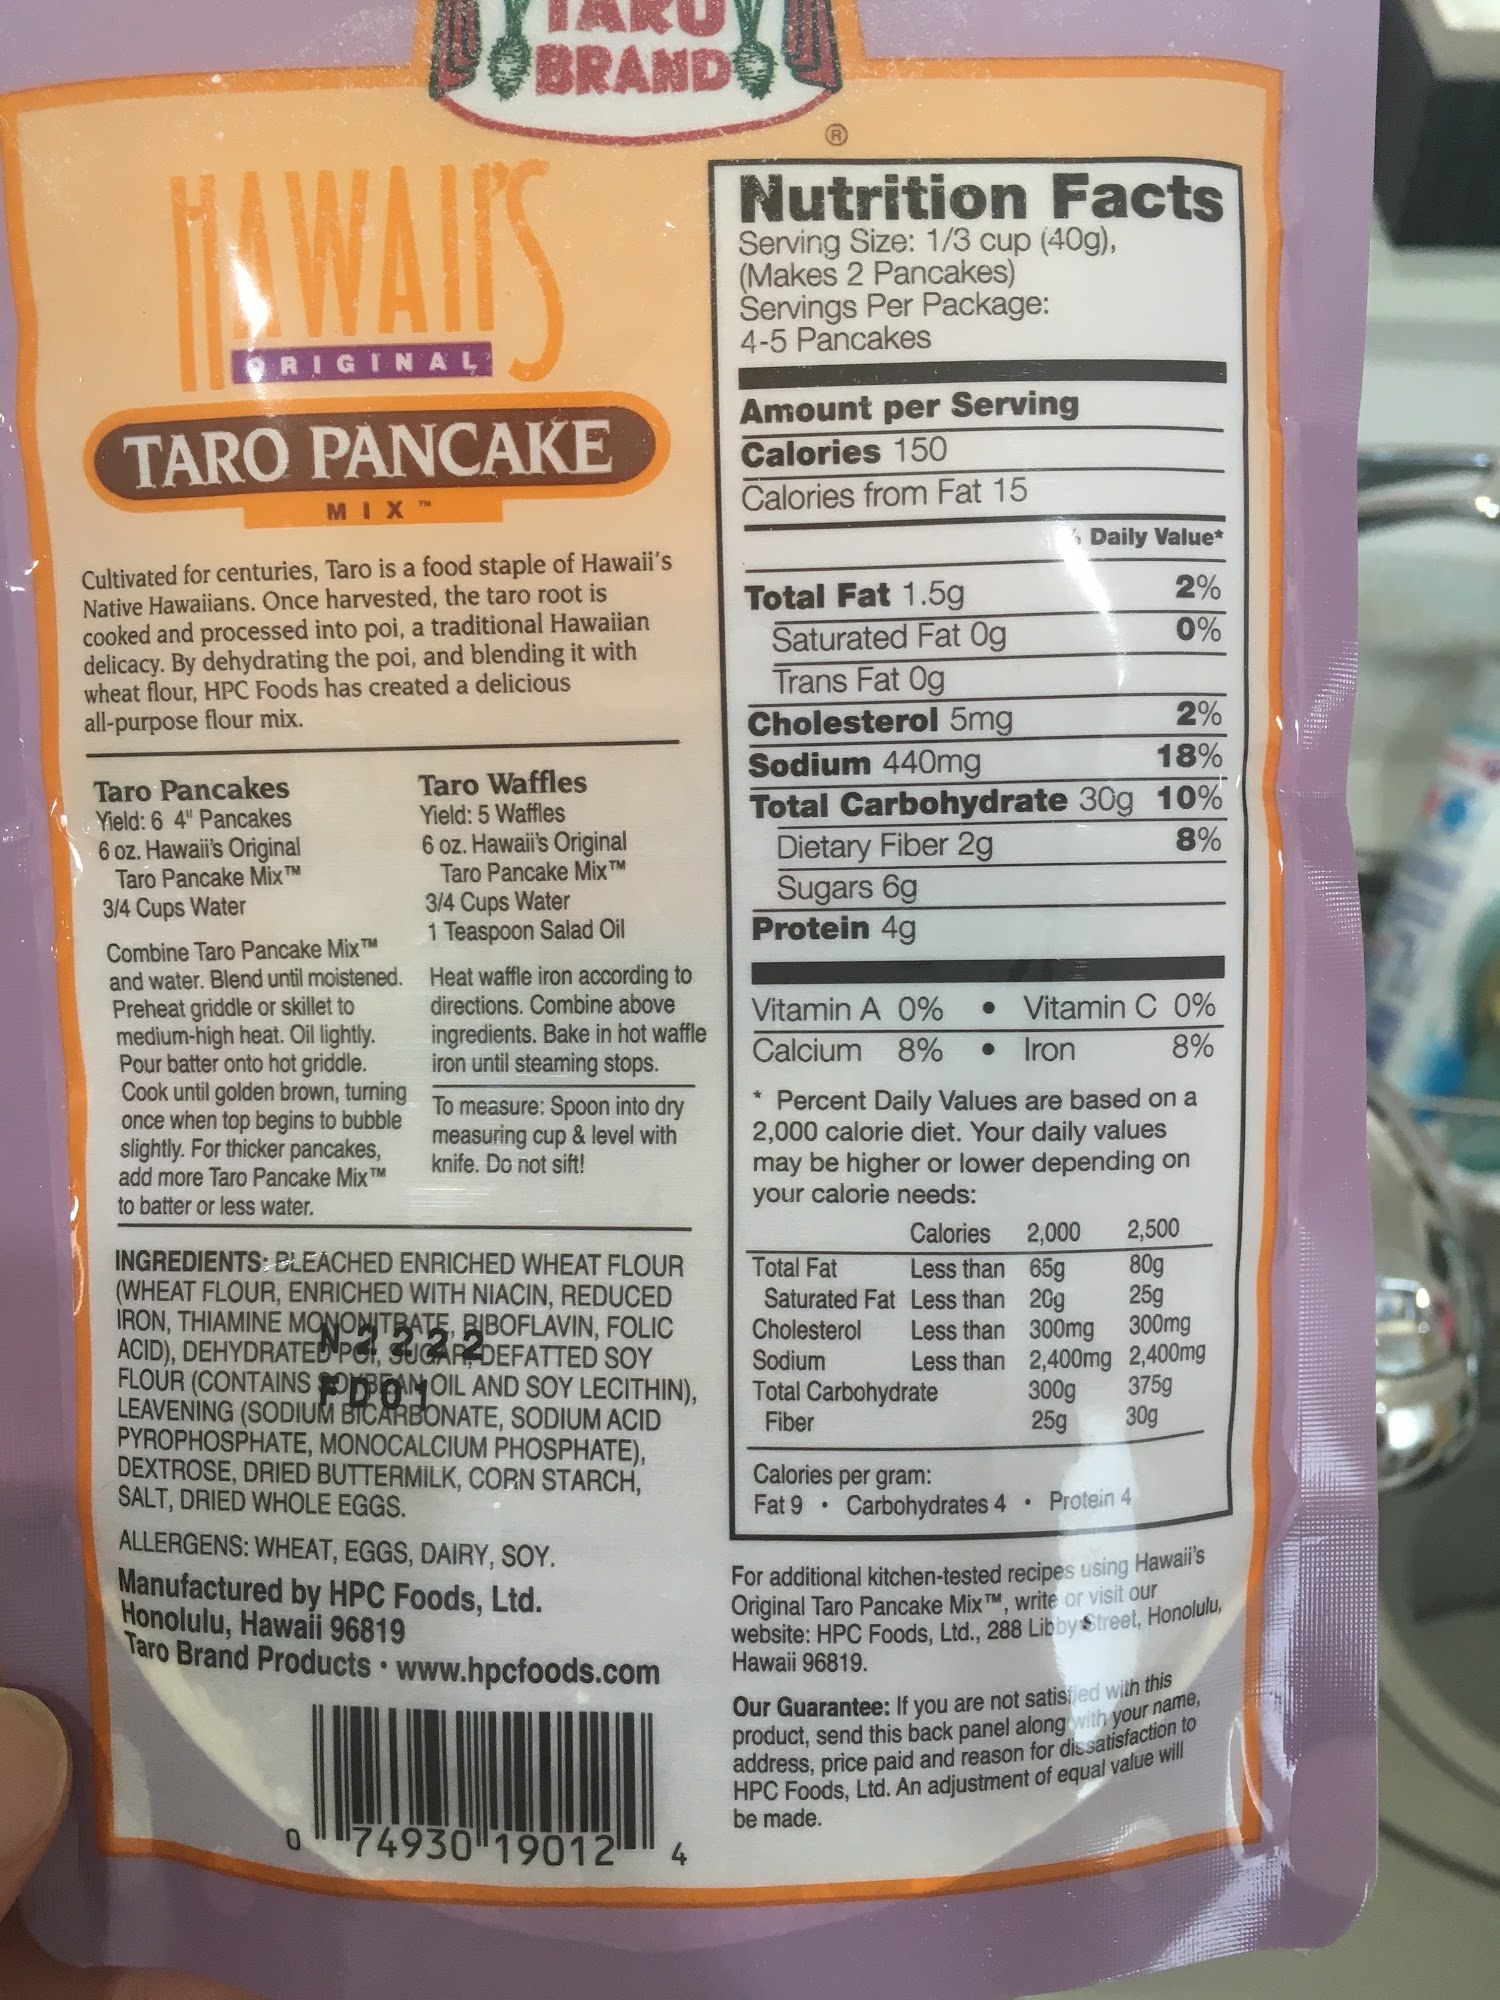 TARO
BRAND
®
HAWAII'S
ORIGINAL
TARO PANCAKE
MIX™
Cultivated for centuries, Taro is a food staple of Hawaii's
Native Hawaiians. Once harvested, the taro root is
cooked and processed into poi, a traditional Hawaiian
delicacy. By dehydrating the poi, and blending it with
wheat flour, HPC Foods has created a delicious
all-purpose flour mix.
Taro Pancakes
Yield: 6 4" Pancakes
6 oz. Hawaii's Original
Taro Pancake Mix™
3/4 Cups Water
Combine Taro Pancake Mix™
and water. Blend until moistened.
Preheat griddle or skillet to
medium-high heat. Oil lightly.
Pour batter onto hot griddle.
Cook until golden brown, turning
once when top begins to bubble
slightly. For thicker pancakes,
add more Taro Pancake Mix™
to batter or less water.
Taro Waffles
Yield: 5 Waffles
6 oz. Hawaii's Original
Taro Pancake Mix™
3/4 Cups Water
1 Teaspoon Salad Oil
Heat waffle iron according to
directions. Combine above
ingredients. Bake in hot waffle
iron until steaming stops.
To measure: Spoon into dry
measuring cup & level with
knife. Do not sift!
INGREDIENTS: BLEACHED ENRICHED WHEAT FLOUR
(WHEAT FLOUR, ENRICHED WITH NIACIN, REDUCED
IRON, THIAMINE MONONITRATE, RIBOFLAVIN, FOLIC
ACID), DEHYDRATED POI, SUGAR, DEFATTED SOY
FLOUR (CONTAINS SOYBEAN OIL AND SOY LECITHIN),
LEAVENING (SODIUM BICARBONATE, SODIUM ACID
PYROPHOSPHATE, MONOCALCIUM PHOSPHATE),
DEXTROSE, DRIED BUTTERMILK, CORN STARCH,
SALT, DRIED WHOLE EGGS.
N2222
FD01
ALLERGENS: WHEAT, EGGS, DAIRY, SOY.
Manufactured by HPC Foods, Ltd.
Honolulu, Hawaii 96819
Taro Brand Products • www.hpcfoods.com
0 74930 19012 4
Nutrition Facts
Serving Size: 1/3 cup (40g),
(Makes 2 Pancakes)
Servings Per Package:
4-5 Pancakes
Amount per Serving
Calories 150
Calories from Fat 15
% Daily Value*
Total Fat 1.5g 2%
Saturated Fat 0g 0%
Trans Fat 0g
Cholesterol 5mg 2%
Sodium 440mg 18%
Total Carbohydrate 30g 10%
Dietary Fiber 2g 8%
Sugars 6g
Protein 4g
Vitamin A 0% • Vitamin C 0%
Calcium 8% • Iron 8%
* Percent Daily Values are based on a
2,000 calorie diet. Your daily values
may be higher or lower depending on
your calorie needs:
Calories 2,000 2,500
Total Fat Less than 65g 80g
Saturated Fat Less than 20g 25g
Cholesterol Less than 300mg 300mg
Sodium Less than 2,400mg 2,400mg
Total Carbohydrate 300g 375g
Fiber 25g 30g
Calories per gram:
Fat 9 • Carbohydrates 4 • Protein 4
For additional kitchen-tested recipes using Hawaii's
Original Taro Pancake Mix™, write or visit our
website: HPC Foods, Ltd., 288 Libby Street, Honolulu,
Hawaii 96819.
Our Guarantee: If you are not satisfied with this
product, send this back panel along with your name,
address, price paid and reason for dissatisfaction to
HPC Foods, Ltd. An adjustment of equal value will
be made.